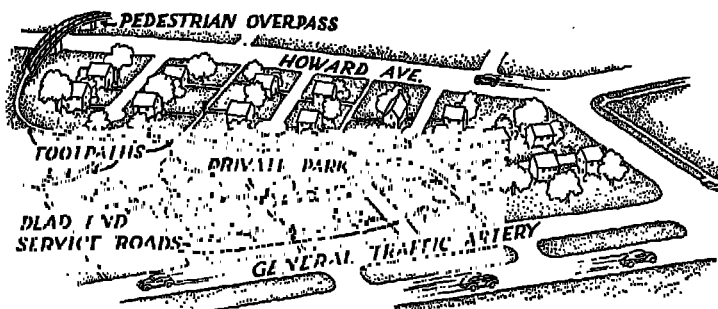 PEDESTRIAN OVERPASS
HOWARD AVE.
FOOTPATHS
PRIVATE PARK
DEAD END
SERVICE ROADS
GENERAL TRAFFIC ARTERY